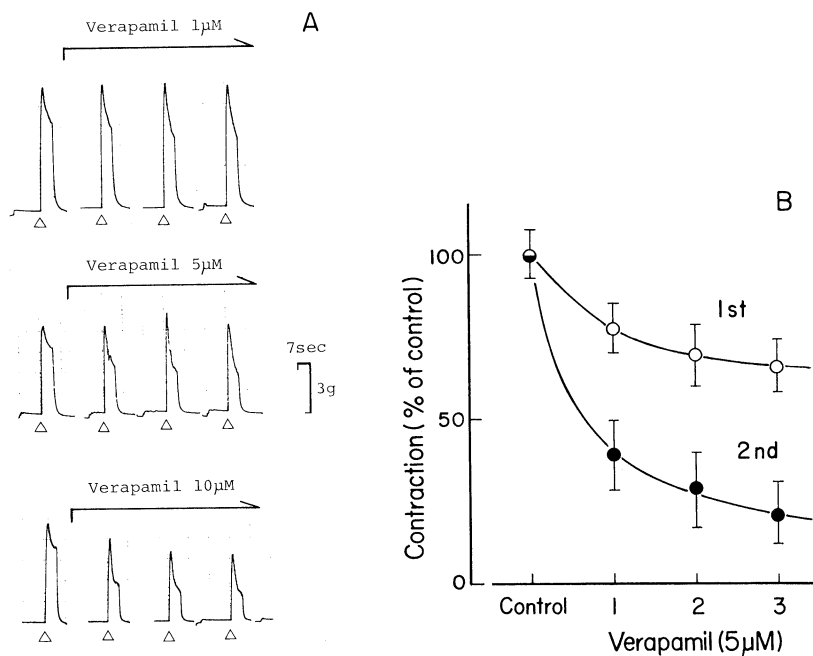 A
Verapamil 1µM
Verapamil 5µM
7sec
3g
Verapamil 10µM
B
Contraction (% of control)
100
50
0
1st
2nd
Control 1 2 3
Verapamil (5µM)